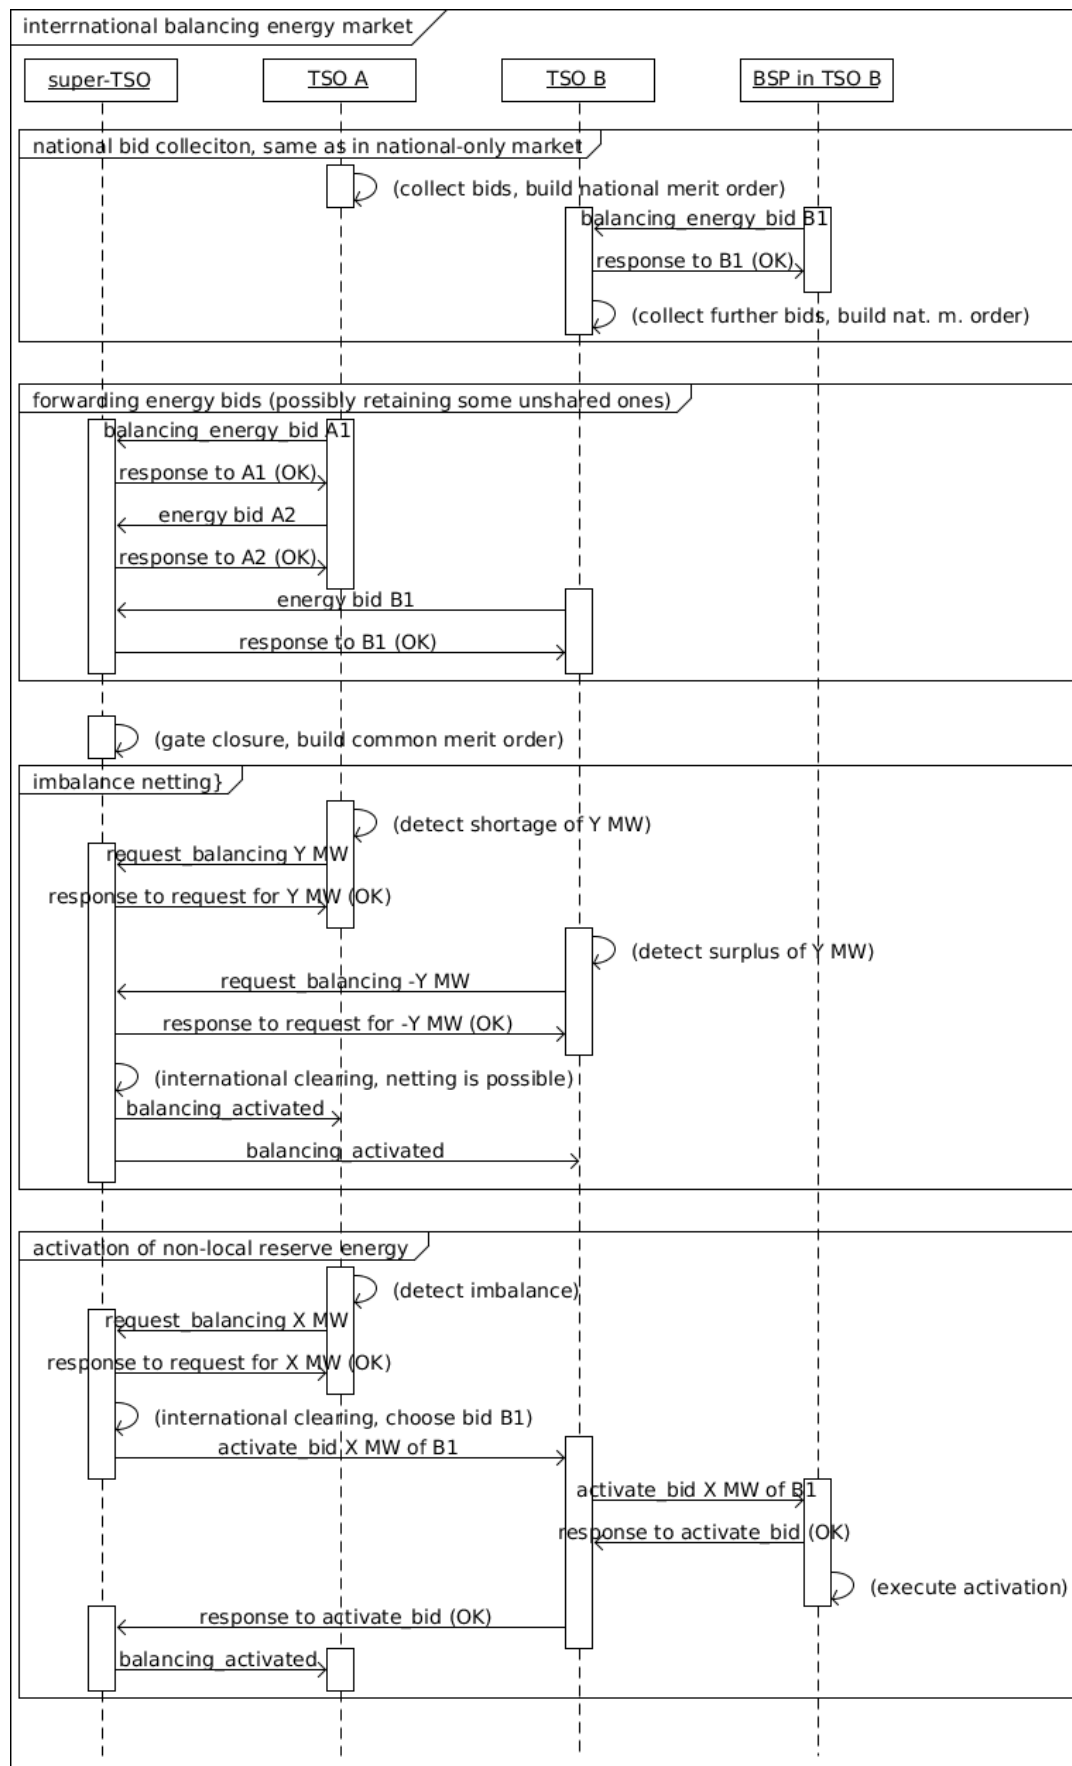 interrnational balancing energy market
super-TSO
TSO A
TSO B
BSP in TSO B
national bid colleciton, same as in national-only market
(collect bids, build national merit order)
balancing_energy_bid B1
response to B1 (OK)
(collect further bids, build nat. m. order)
forwarding energy bids (possibly retaining some unshared ones)
balancing_energy_bid A1
response to A1 (OK)
energy bid A2
response to A2 (OK)
energy bid B1
response to B1 (OK)
(gate closure, build common merit order)
imbalance netting}
(detect shortage of Y MW)
request_balancing Y MW
response to request for Y MW (OK)
(detect surplus of Y MW)
request_balancing -Y MW
response to request for -Y MW (OK)
(international clearing, netting is possible)
balancing_activated
balancing_activated
activation of non-local reserve energy
(detect imbalance)
request_balancing X MW
response to request for X MW (OK)
(international clearing, choose bid B1)
activate_bid X MW of B1
activate_bid X MW of B1
response to activate_bid (OK)
(execute activation)
response to activate_bid (OK)
balancing_activated